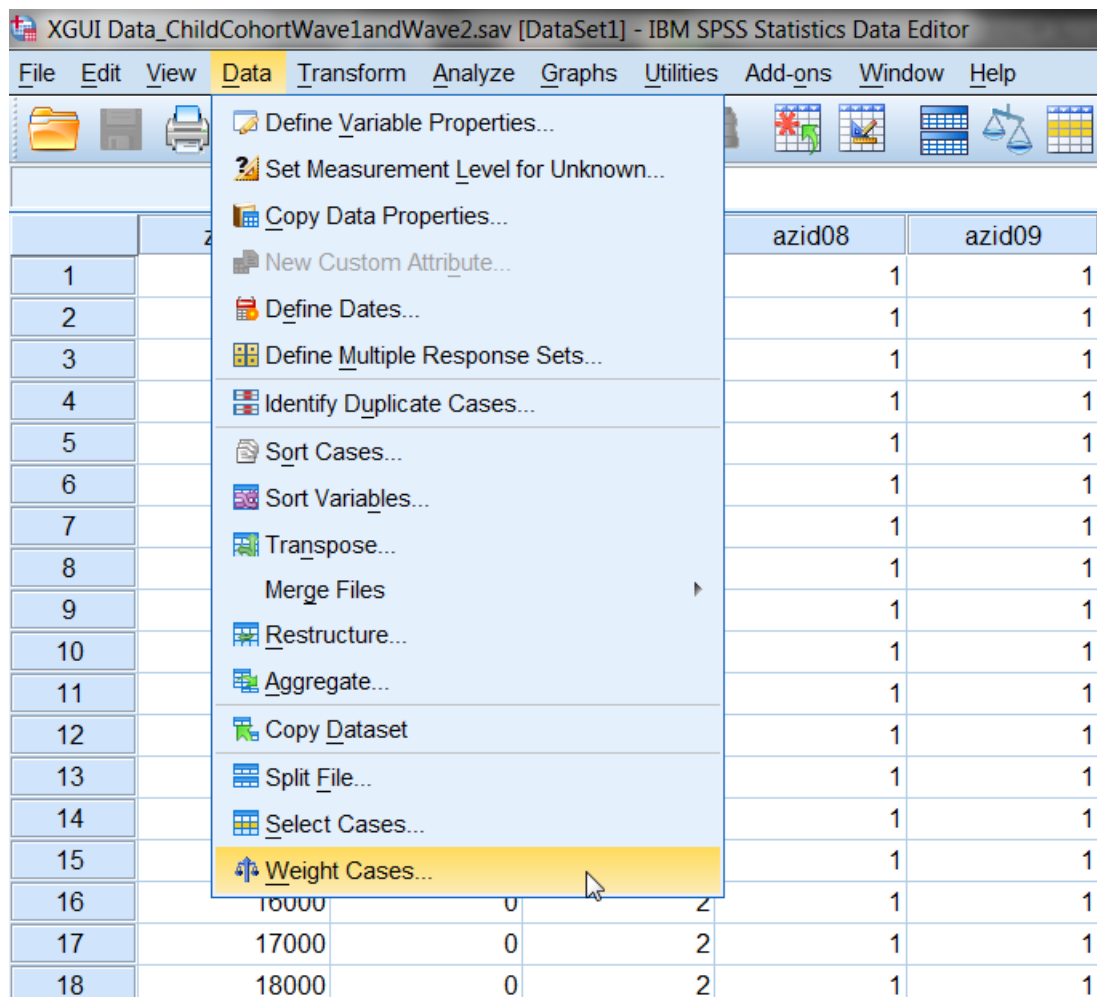 XGUI Data_ChildCohortWave1andWave2.sav [DataSet1] - IBM SPSS Statistics Data Editor
File Edit View Data Transform Analyze Graphs Utilities Add-ons Window Help
Define Variable Properties...
Set Measurement Level for Unknown...
Copy Data Properties...
New Custom Attribute...
Define Dates...
Define Multiple Response Sets...
Identify Duplicate Cases...
Sort Cases...
Sort Variables...
Transpose...
Merge Files
Restructure...
Aggregate...
Copy Dataset
Split File...
Select Cases...
Weight Cases...
azid08 azid09
1 1 1
2 1 1
3 1 1
4 1 1
5 1 1
6 1 1
7 1 1
8 1 1
9 1 1
10 1 1
11 1 1
12 1 1
13 1 1
14 1 1
15 1 1
16 16000 0 2 1 1
17 17000 0 2 1 1
18 18000 0 2 1 1